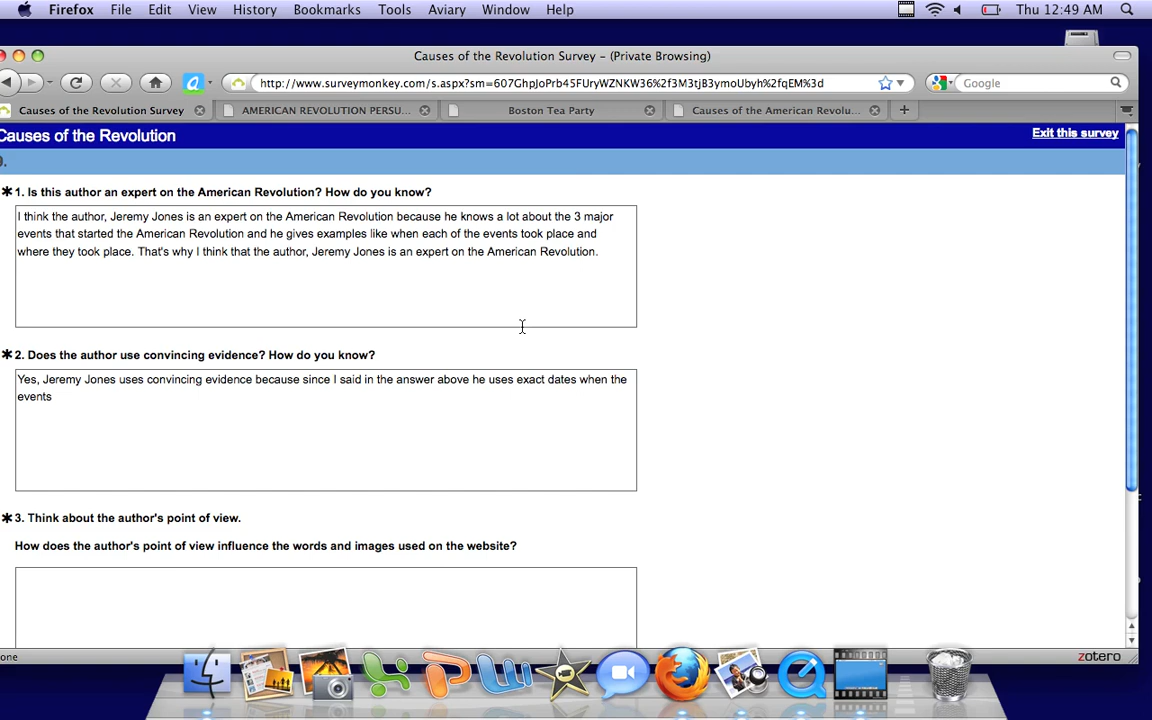 Firefox File Edit View History Bookmarks Tools Aviary Window Help Thu 12:49 AM
Causes of the Revolution Survey – (Private Browsing)
http://www.surveymonkey.com/s.aspx?sm=607GhpJoPrb45FUryWZNKW36%2f3M3tjB3ymoUbyh%2fqEM%3d Google
Causes of the Revolution Survey AMERICAN REVOLUTION PERSU... Boston Tea Party Causes of the American Revolu...
Causes of the Revolution Exit this survey
1. Is this author an expert on the American Revolution? How do you know?
I think the author, Jeremy Jones is an expert on the American Revolution because he knows a lot about the 3 major
events that started the American Revolution and he gives examples like when each of the events took place and
where they took place. That's why I think that the author, Jeremy Jones is an expert on the American Revolution.
2. Does the author use convincing evidence? How do you know?
Yes, Jeremy Jones uses convincing evidence because since I said in the answer above he uses exact dates when the
events
3. Think about the author's point of view.
How does the author's point of view influence the words and images used on the website?
one zotero